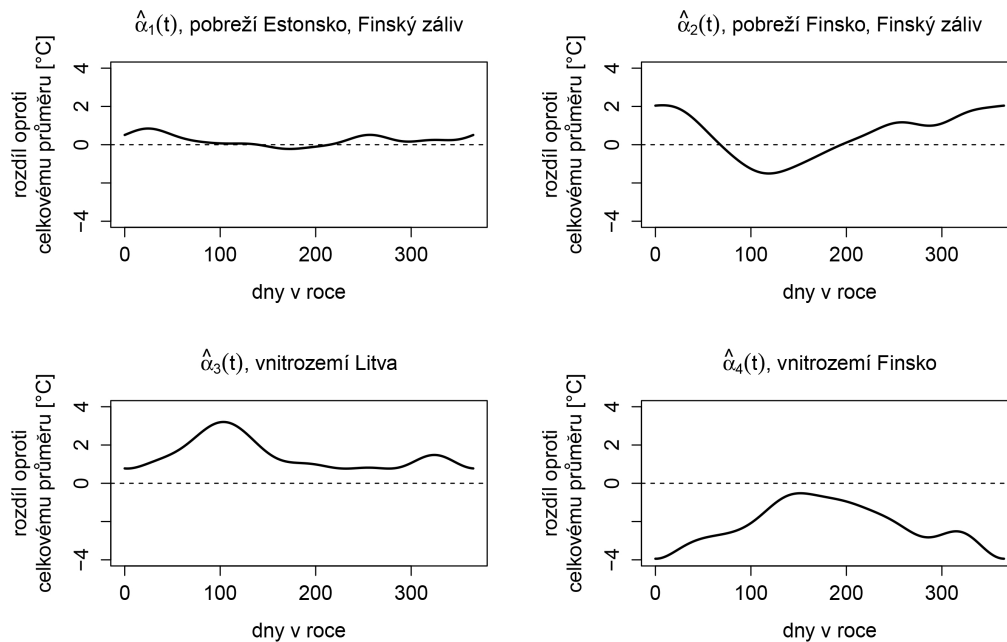 α̂₁(t), pobreží Estonsko, Finský záliv
rozdíl oproti
celkovému průměru [°C]
4
2
0
−4
0 100 200 300
dny v roce
α̂₂(t), pobreží Finsko, Finský záliv
rozdíl oproti
celkovému průměru [°C]
4
2
0
−4
0 100 200 300
dny v roce
α̂₃(t), vnitrozemí Litva
rozdíl oproti
celkovému průměru [°C]
4
2
0
−4
0 100 200 300
dny v roce
α̂₄(t), vnitrozemí Finsko
rozdíl oproti
celkovému průměru [°C]
4
2
0
−4
0 100 200 300
dny v roce